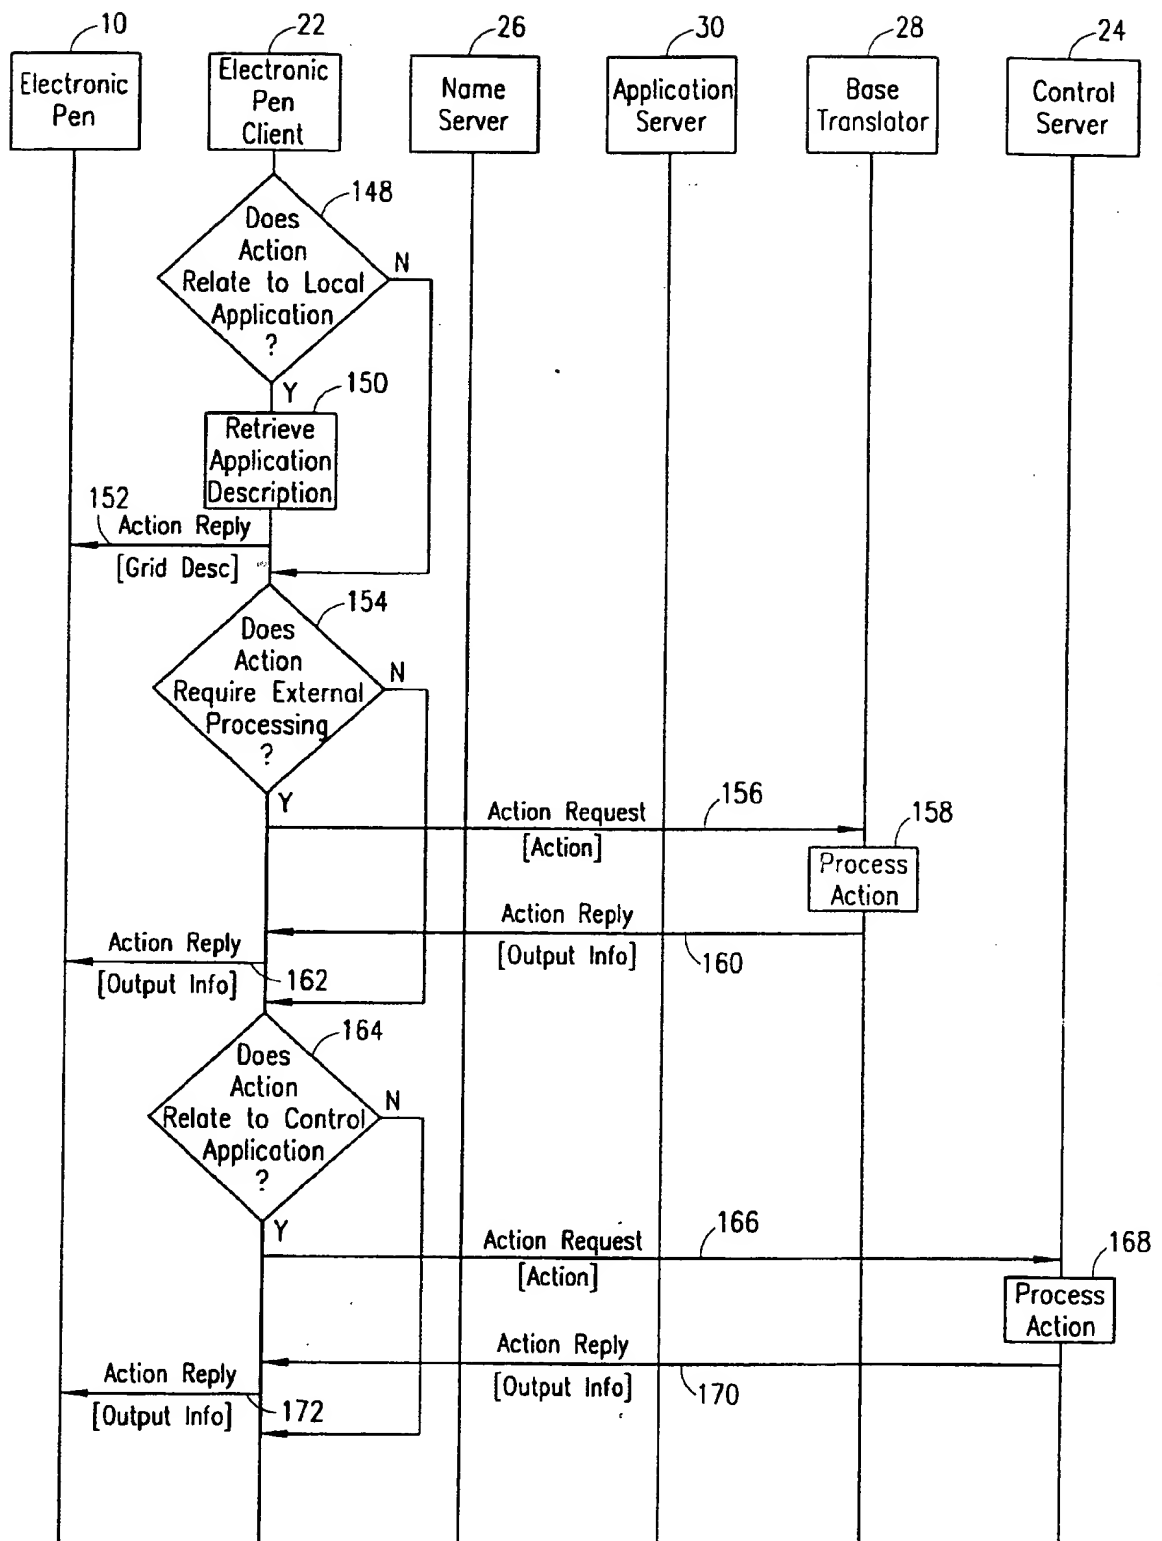 10
22
26
30
28
24
Electronic
Pen
Electronic
Pen
Client
Name
Server
Application
Server
Base
Translator
Control
Server
148
Does
Action
Relate to Local
Application
?
N
Y
150
Retrieve
Application
Description
152
Action Reply
[Grid Desc]
154
Does
Action
Require External
Processing
?
N
Y
Action Request
156
[Action]
158
Process
Action
Action Reply
[Output Info]
160
Action Reply
[Output Info]
162
164
Does
Action
Relate to Control
Application
?
N
Y
Action Request
166
[Action]
168
Process
Action
Action Reply
[Output Info]
170
Action Reply
[Output Info]
172